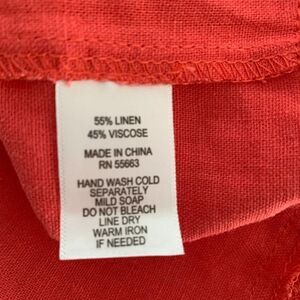 55% LINEN
45% VISCOSE
MADE IN CHINA
RN 55663
HAND WASH COLD
SEPARATELY
MILD SOAP
DO NOT BLEACH
LINE DRY
WARM IRON
IF NEEDED